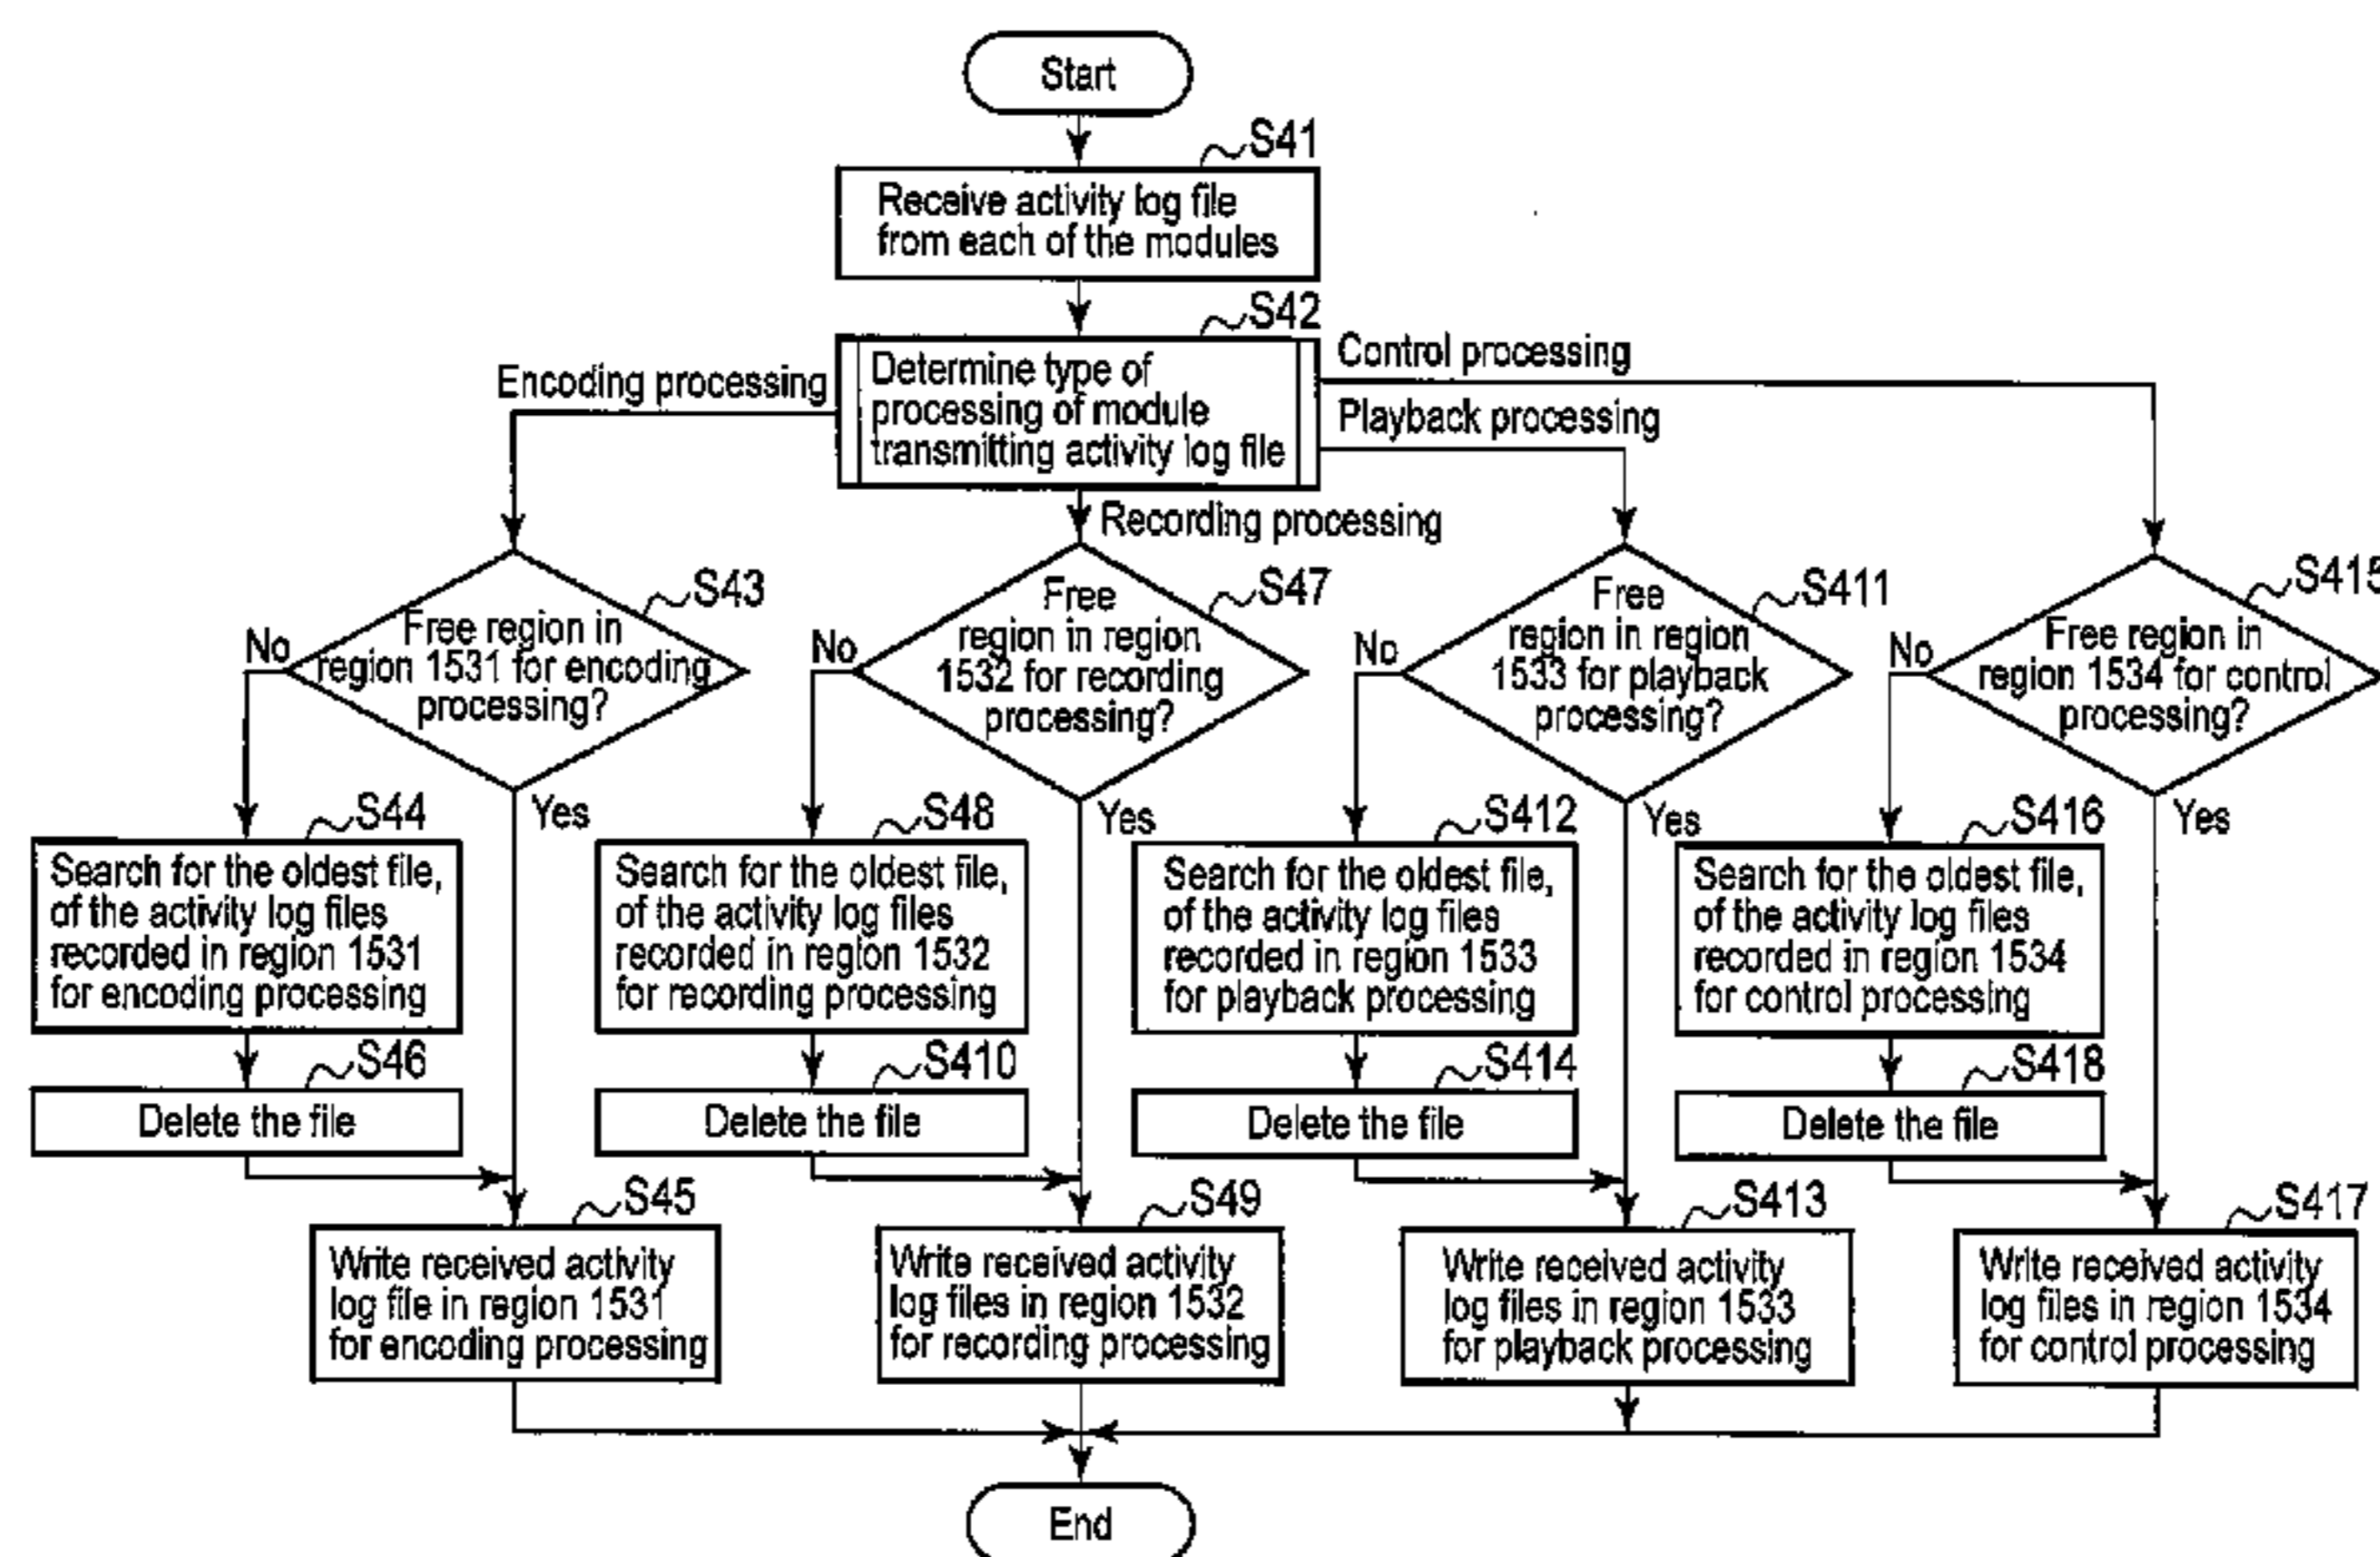 Start
S41
Receive activity log file
from each of the modules
S42
Determine type of
processing of module
transmitting activity log file
Encoding processing
Control processing
Playback processing
Recording processing
S43
Free region in
region 1531 for encoding
processing?
No
Yes
S47
Free
region in region
1532 for recording
processing?
No
Yes
S411
Free
region in region
1533 for playback
processing?
No
Yes
S415
Free region in
region 1534 for control
processing?
No
Yes
S44
Search for the oldest file,
of the activity log files
recorded in region 1531
for encoding processing
S48
Search for the oldest file,
of the activity log files
recorded in region 1532
for recording processing
S412
Search for the oldest file,
of the activity log files
recorded in region 1533
for playback processing
S416
Search for the oldest file,
of the activity log files
recorded in region 1534
for control processing
S46
Delete the file
S410
Delete the file
S414
Delete the file
S418
Delete the file
S45
Write received activity
log file in region 1531
for encoding processing
S49
Write received activity
log files in region 1532
for recording processing
S413
Write received activity
log files in region 1533
for playback processing
S417
Write received activity
log files in region 1534
for control processing
End